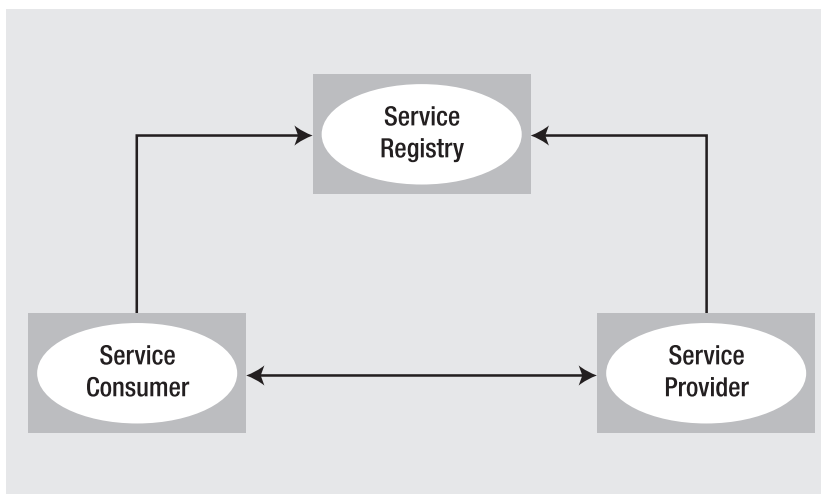 Service
Registry
Service
Consumer
Service
Provider